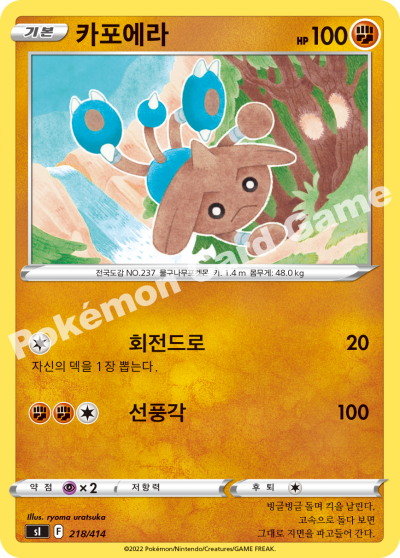 기본 카포에라 HP 100
전국도감 NO.237 물구나무포켓몬 키: 1.4 m 몸무게: 48.0 kg
회전드로 20
자신의 덱을 1장 뽑는다.
선풍각 100
약점 ×2 저항력 후퇴
Illus. ryoma uratsuka
빙글빙글 돌며 킥을 날린다.
고속으로 돌다 보면
그대로 지면을 파고들어 간다.
sI F 218/414
©2022 Pokémon/Nintendo/Creatures/GAME FREAK.
Pokémon Card Game